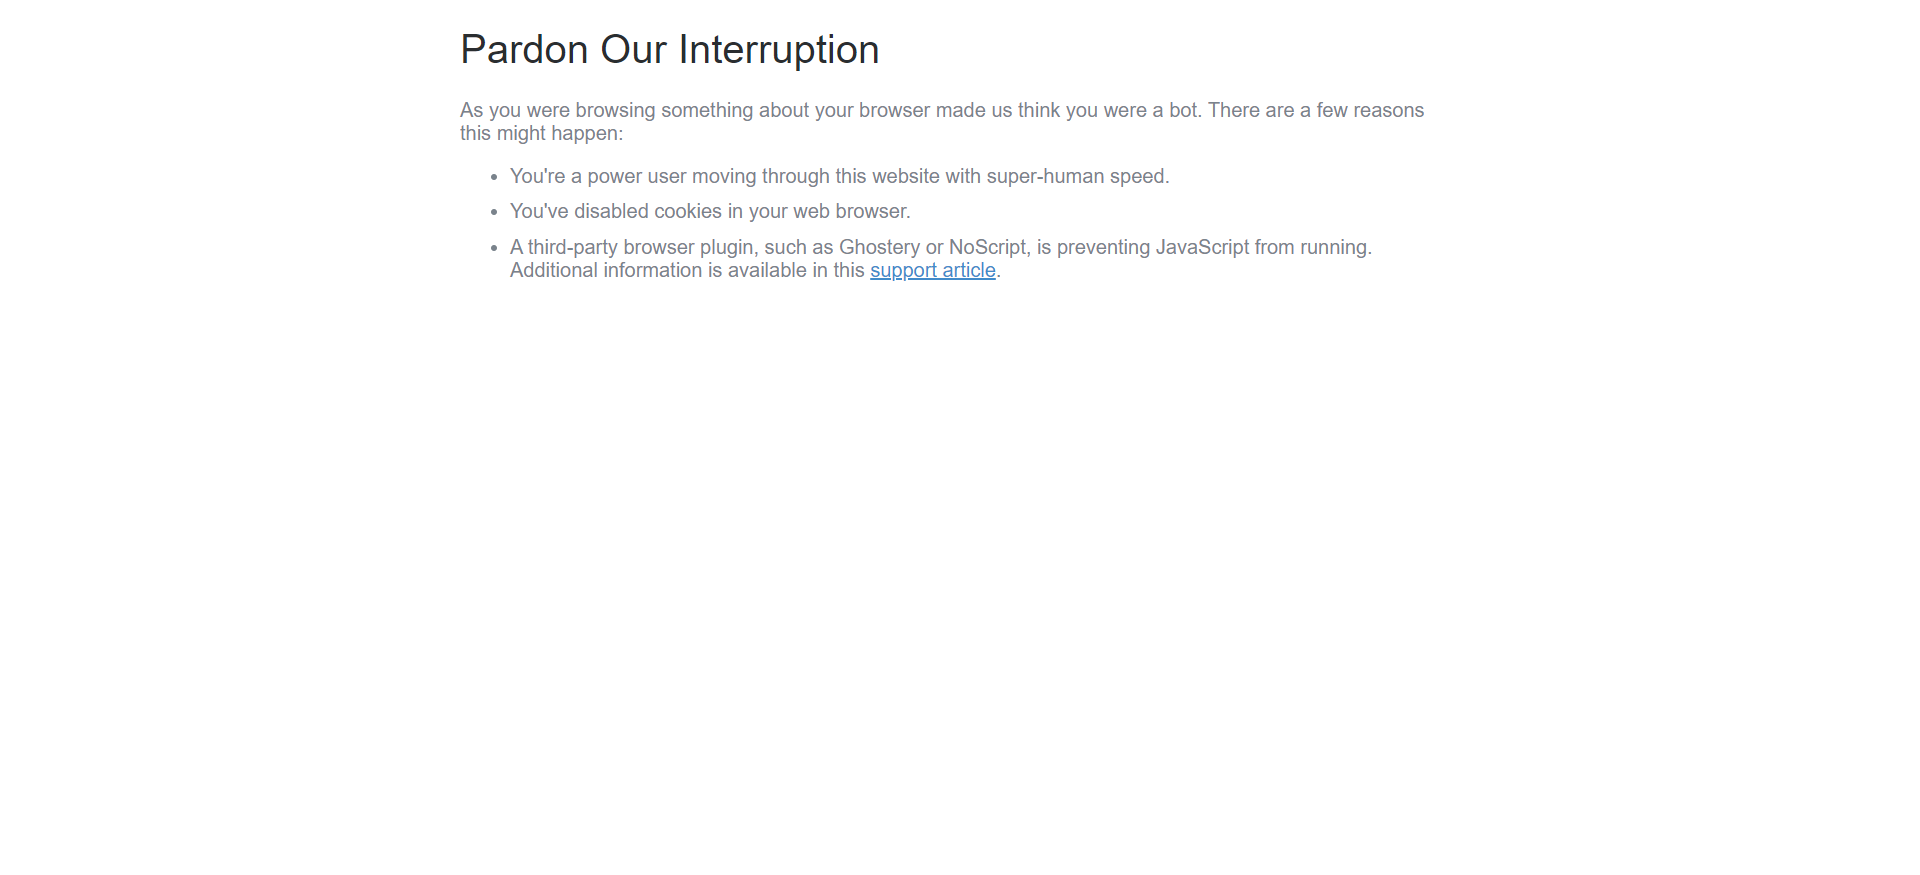 Pardon Our Interruption
As you were browsing something about your browser made us think you were a bot. There are a few reasons
this might happen:
• You're a power user moving through this website with super-human speed.
• You've disabled cookies in your web browser.
• A third-party browser plugin, such as Ghostery or NoScript, is preventing JavaScript from running.
Additional information is available in this support article.